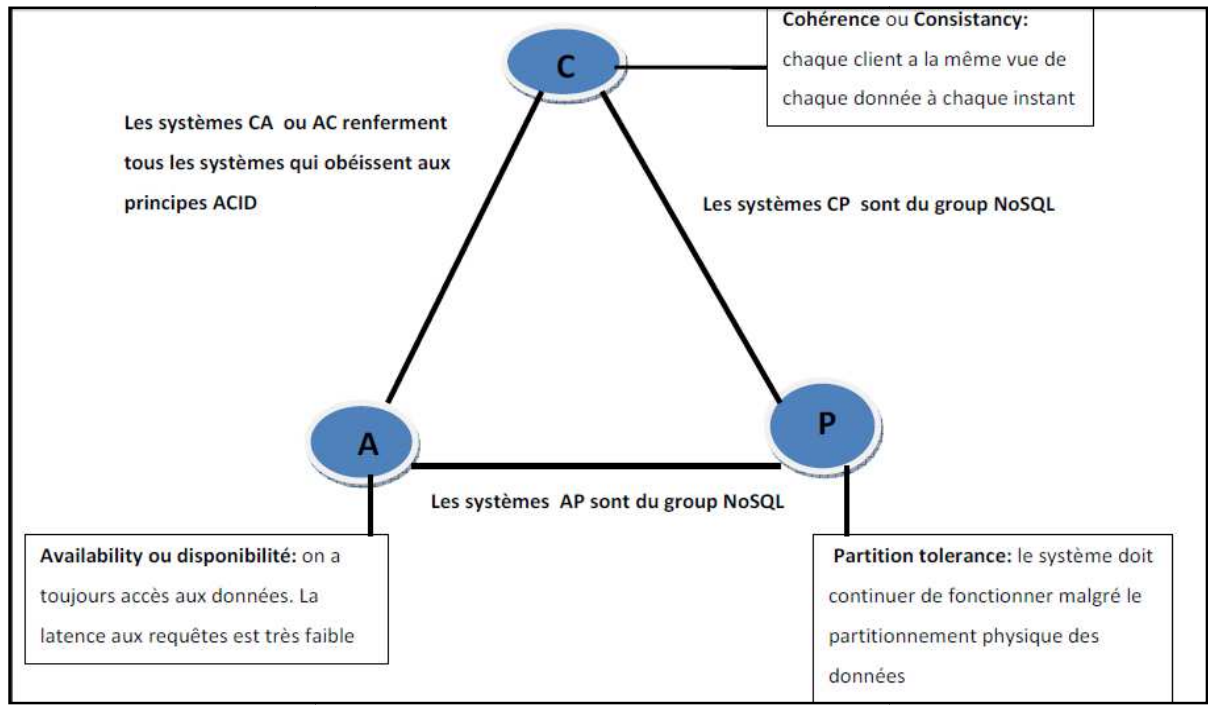 C
Cohérence ou Consistancy:
chaque client a la même vue de
chaque donnée à chaque instant
Les systèmes CA ou AC renferment
tous les systèmes qui obéissent aux
principes ACID
Les systèmes CP sont du group NoSQL
A
P
Les systèmes AP sont du group NoSQL
Availability ou disponibilité: on a
toujours accès aux données. La
latence aux requêtes est très faible
Partition tolerance: le système doit
continuer de fonctionner malgré le
partitionnement physique des
données